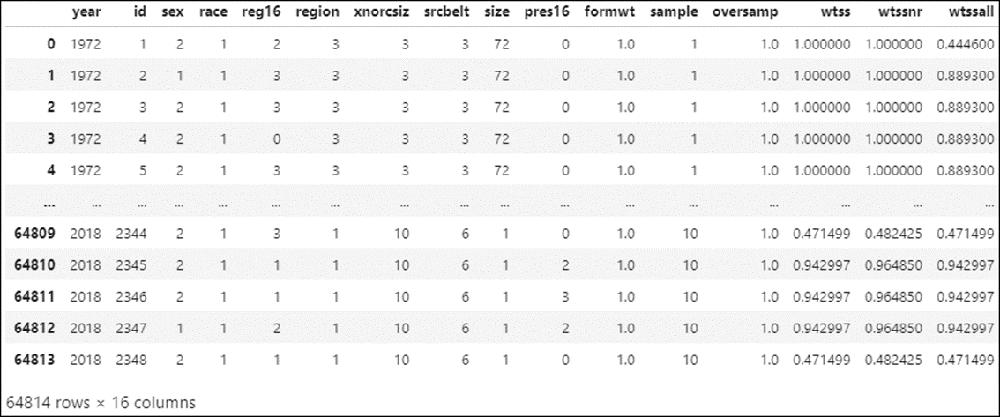 year id sex race reg16 region xnorcsiz srcbelt size pres16 formwt sample oversamp wtss wtssnr wtssall
0 1972 1 2 1 2 3 3 3 72 0 1.0 1 1.0 1.000000 1.000000 0.444600
1 1972 2 1 1 3 3 3 3 72 0 1.0 1 1.0 1.000000 1.000000 0.889300
2 1972 3 2 1 3 3 3 3 72 0 1.0 1 1.0 1.000000 1.000000 0.889300
3 1972 4 2 1 0 3 3 3 72 0 1.0 1 1.0 1.000000 1.000000 0.889300
4 1972 5 2 1 3 3 3 3 72 0 1.0 1 1.0 1.000000 1.000000 0.889300
... ... ... ... ... ... ... ... ... ... ... ... ... ... ... ... ...
64809 2018 2344 2 1 3 1 10 6 1 0 1.0 10 1.0 0.471499 0.482425 0.471499
64810 2018 2345 2 1 1 1 10 6 1 2 1.0 10 1.0 0.942997 0.964850 0.942997
64811 2018 2346 2 1 1 1 10 6 1 3 1.0 10 1.0 0.942997 0.964850 0.942997
64812 2018 2347 1 1 2 1 10 6 1 2 1.0 10 1.0 0.942997 0.964850 0.942997
64813 2018 2348 2 1 1 1 10 6 1 0 1.0 10 1.0 0.471499 0.482425 0.471499
64814 rows × 16 columns